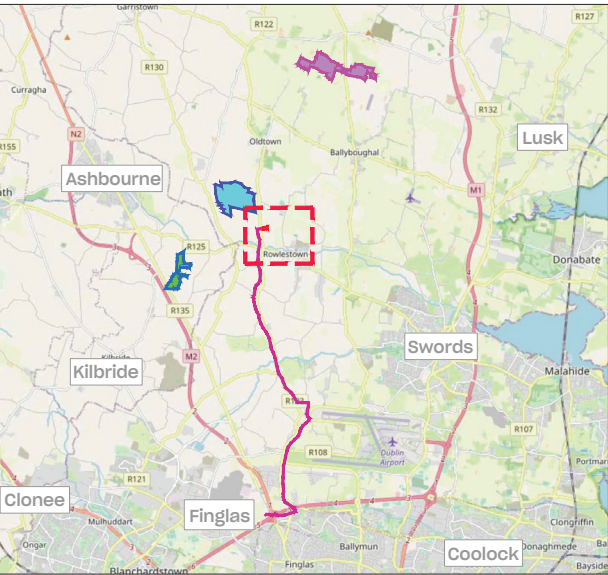 Garristown
R122
R127
R130
Curragha
R132
N2
Lusk
R155
Oldtown
Ballyboughal
Ashbourne
M1
R125
Rowlestown
Donabate
R135
Swords
M2
Kilbride
Kilbride
Malahide
R107
R108
Dublin
Airport
R121
Clonee
Finglas
Mulhuddart
Clongriffin
Ongar
Ballymun
Coolock
Donaghmede
Finglas
Blanchardstown
Bayside